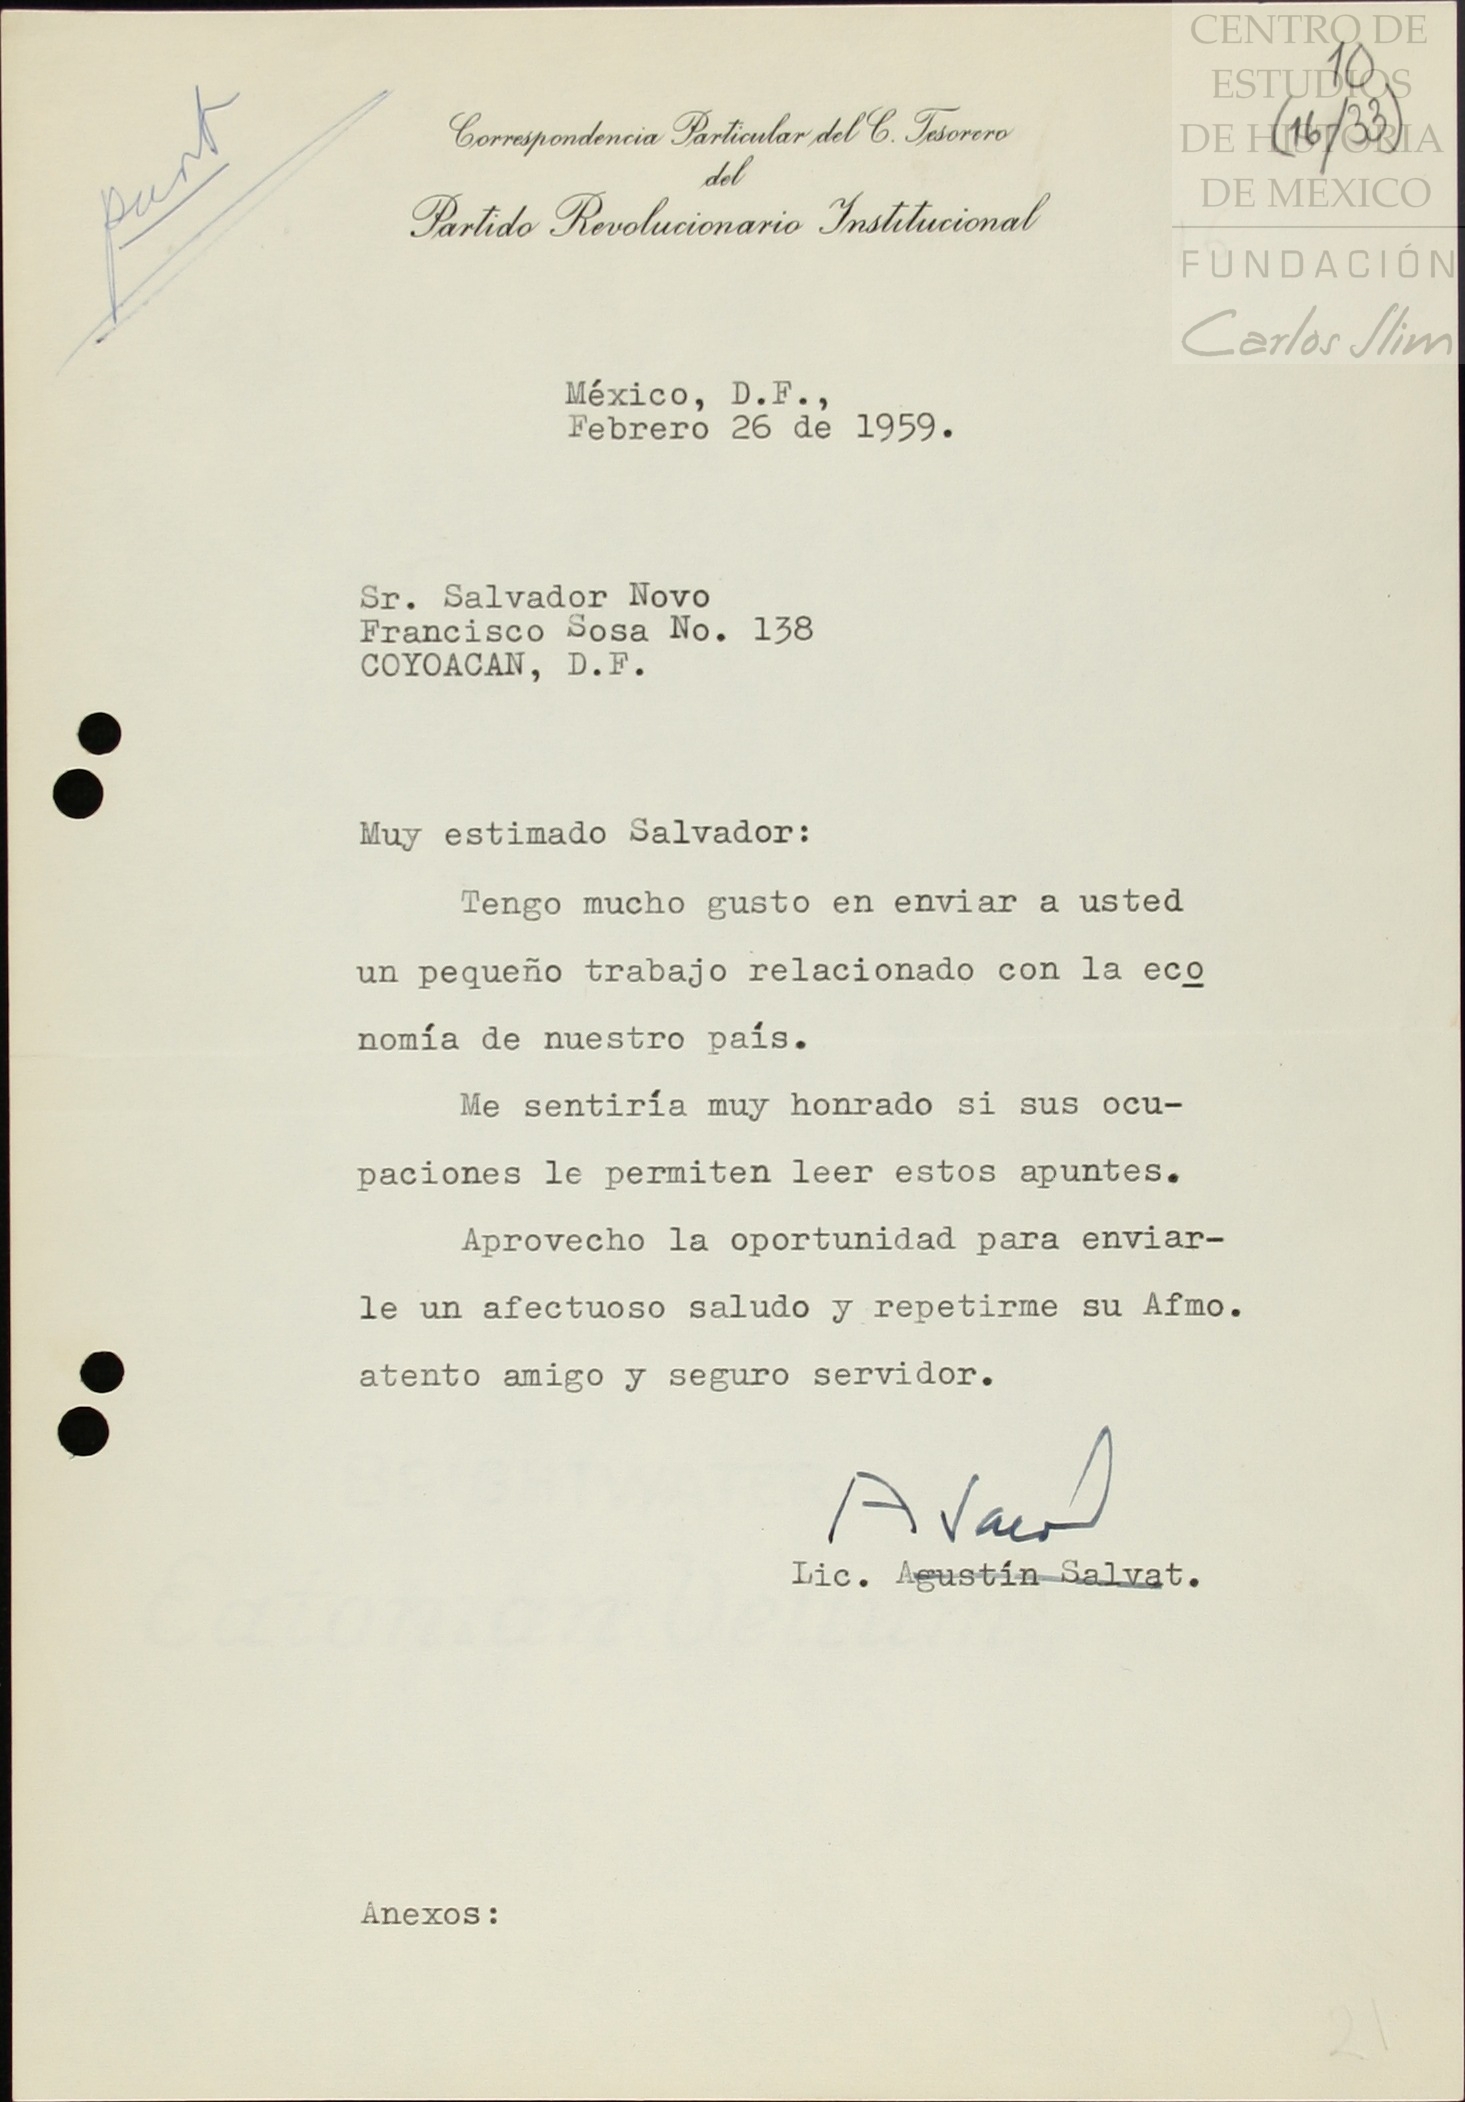 CENTRO DE
ESTUDIOS
DE HISTORIA
DE MÉXICO
FUNDACIÓN
Carlos Slim
10
(16/33)
Correspondencia Particular del C. Tesorero
del
Partido Revolucionario Institucional
México, D.F.,
Febrero 26 de 1959.
Sr. Salvador Novo
Francisco Sosa No. 138
COYOACAN, D.F.
Muy estimado Salvador:
Tengo mucho gusto en enviar a usted
un pequeño trabajo relacionado con la eco
nomía de nuestro país.
Me sentiría muy honrado si sus ocu-
paciones le permiten leer estos apuntes.
Aprovecho la oportunidad para enviar-
le un afectuoso saludo y repetirme su Afmo.
atento amigo y seguro servidor.
Lic. Agustín Salvat.
Anexos:
21